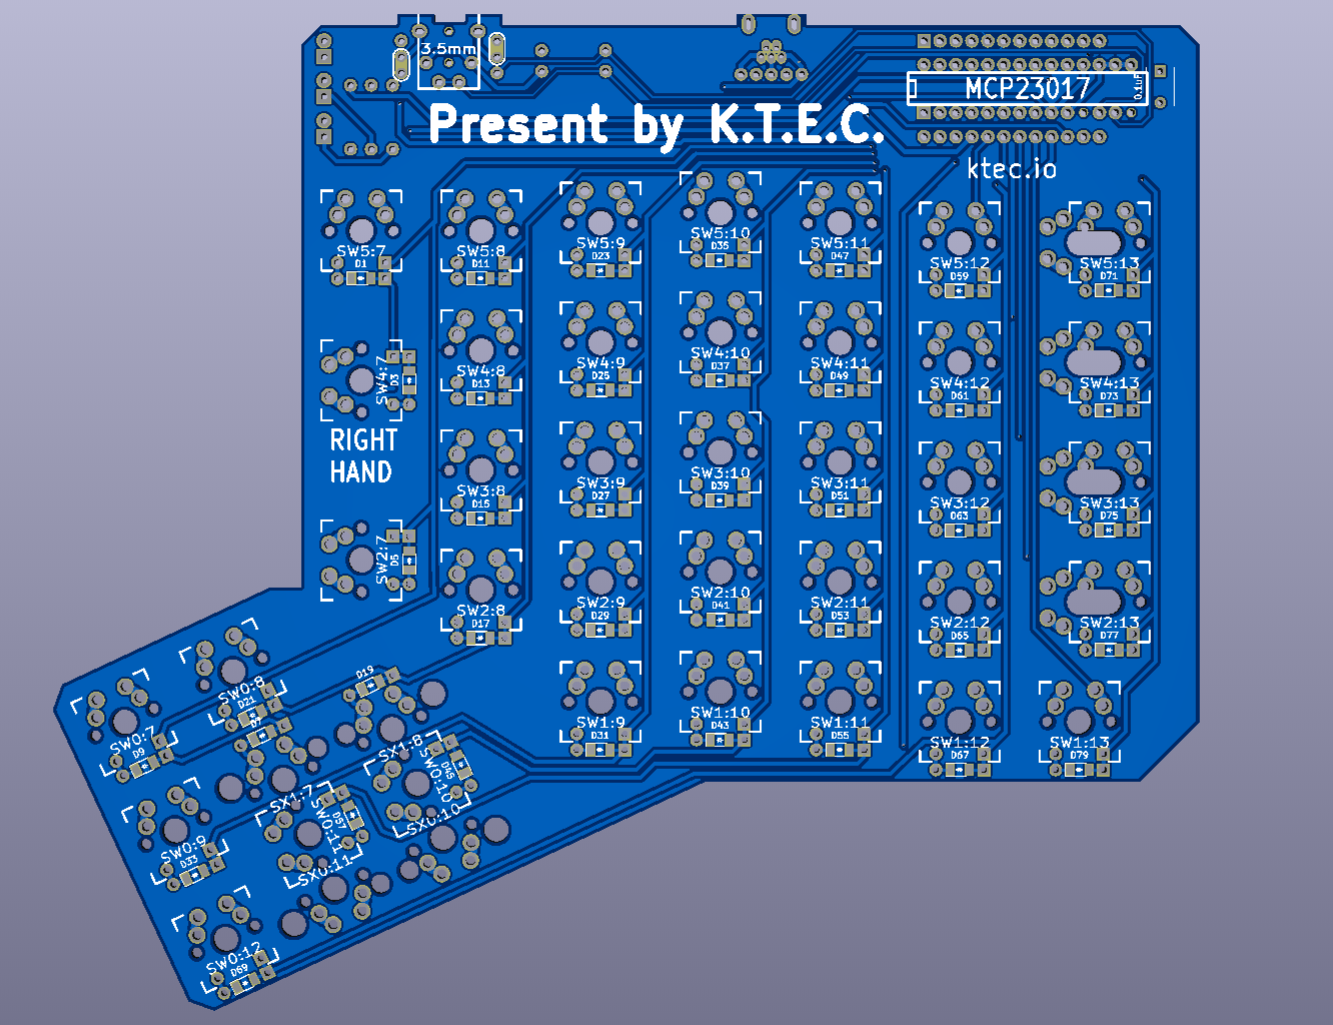 3.5mm
MCP23017
0.1uF
Present by K.T.E.C.
ktec.io
SW5:7
D1
SW5:8
D11
SW5:9
D23
SW5:10
D35
SW5:11
D47
SW5:12
D59
SW5:13
D71
SW4:7
D3
SW4:8
D13
SW4:9
D25
SW4:10
D37
SW4:11
D49
SW4:12
D61
SW4:13
D73
RIGHT
HAND
SW3:8
D15
SW3:9
D27
SW3:10
D39
SW3:11
D51
SW3:12
D63
SW3:13
D75
SW2:7
D5
SW2:8
D17
SW2:9
D29
SW2:10
D41
SW2:11
D53
SW2:12
D65
SW2:13
D77
SW1:9
D31
SW1:10
D43
SW1:11
D55
SW1:12
D67
SW1:13
D79
D19
SW0:8
D21
D7
SW0:7
D9
SX1:8
SW0:10
D45
SX0:10
SX1:7
SW0:11
D57
SX0:11
SW0:9
D33
SW0:12
D69